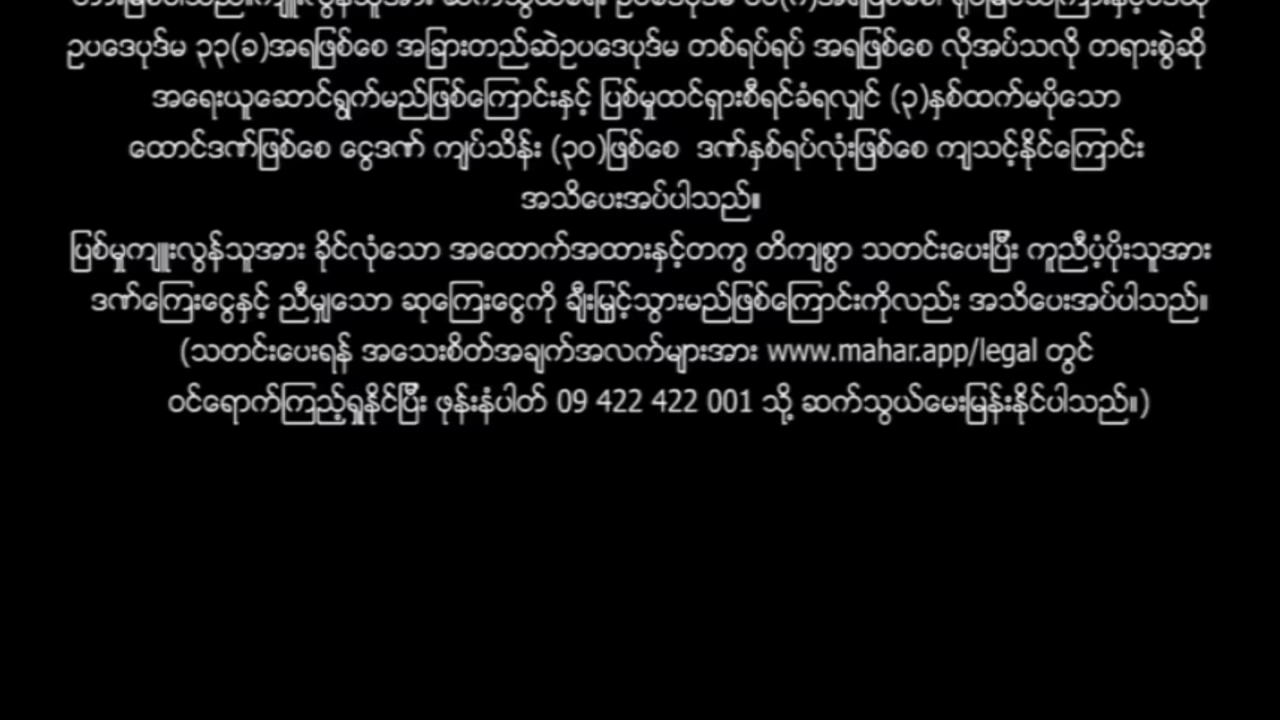 ဥပဒေပုဒ်မ ၃၃(ခ)အရဖြစ်စေ အခြားတည်ဆဲဥပဒေပုဒ်မ တစ်ရပ်ရပ် အရဖြစ်စေ လိုအပ်သလို တရားစွဲဆို
အရေးယူဆောင်ရွက်မည်ဖြစ်ကြောင်းနှင့် ပြစ်မှုထင်ရှားစီရင်ခံရလျှင် (၃)နှစ်ထက်မပိုသော
ထောင်ဒဏ်ဖြစ်စေ ငွေဒဏ် ကျပ်သိန်း (၃၀)ဖြစ်စေ ဒဏ်နှစ်ရပ်လုံးဖြစ်စေ ကျသင့်နိုင်ကြောင်း
အသိပေးအပ်ပါသည်။
ပြစ်မှုကျူးလွန်သူအား ခိုင်လုံသော အထောက်အထားနှင့်တကွ တိကျစွာ သတင်းပေးပြီး ကူညီပံ့ပိုးသူအား
ဒဏ်ကြေးငွေနှင့် ညီမျှသော ဆုကြေးငွေကို ချီးမြှင့်သွားမည်ဖြစ်ကြောင်းကိုလည်း အသိပေးအပ်ပါသည်။
(သတင်းပေးရန် အသေးစိတ်အချက်အလက်များအား www.mahar.app/legal တွင်
ဝင်ရောက်ကြည့်ရှုနိုင်ပြီး ဖုန်းနံပါတ် 09 422 422 001 သို့ ဆက်သွယ်မေးမြန်းနိုင်ပါသည်။)